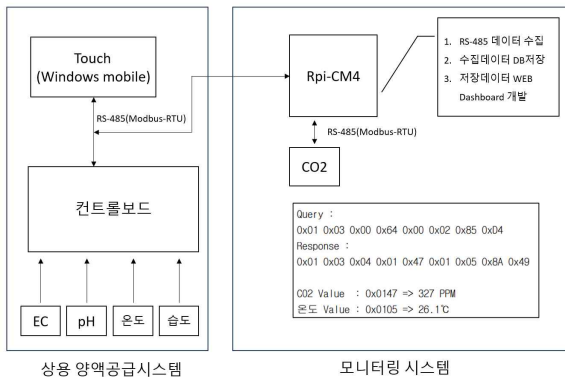 Touch
(Windows mobile)
RS-485(Modbus-RTU)
컨트롤보드
EC
pH
온도
습도
상용 양액공급시스템
Rpi-CM4
RS-485(Modbus-RTU)
CO2
1. RS-485 데이터 수집
2. 수집데이터 DB저장
3. 저장데이터 WEB
Dashboard 개발
Query :
0x01 0x03 0x00 0x64 0x00 0x02 0x85 0xD4
Response :
0x01 0x03 0x04 0x01 0x47 0x01 0x05 0x8A 0x49
CO2 Value : 0x0147 => 327 PPM
온도 Value : 0x0105 => 26.1℃
모니터링 시스템